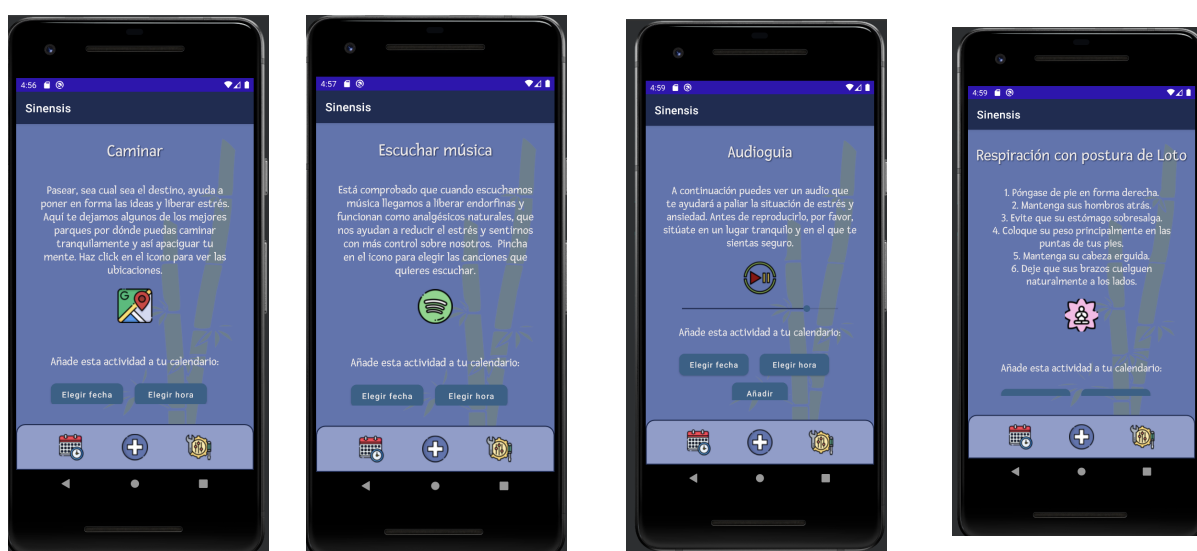 4:56
Sinensis
Caminar
Pasear, sea cual sea el destino, ayuda a
poner en forma las ideas y liberar estrés.
Aquí te dejamos algunos de los mejores
parques por dónde puedas caminar
tranquilamente y así apaciguar tu
mente. Haz click en el icono para ver las
ubicaciones.
G
Añade esta actividad a tu calendario:
Elegir fecha
Elegir hora
4:57
Sinensis
Escuchar música
Está comprobado que cuando escuchamos
música llegamos a liberar endorfinas y
funcionan como analgésicos naturales, que
nos ayudan a reducir el estrés y sentirnos
con más control sobre nosotros. Pincha
en el icono para elegir las canciones que
quieres escuchar.
Añade esta actividad a tu calendario:
Elegir fecha
Elegir hora
4:59
Sinensis
Audioguia
A continuación puedes ver un audio que
te ayudará a paliar la situación de estrés y
ansiedad. Antes de reproducirlo, por favor,
sitúate en un lugar tranquilo y en el que te
sientas seguro.
Añade esta actividad a tu calendario:
Elegir fecha
Elegir hora
Añadir
4:59
Sinensis
Respiración con postura de Loto
1. Póngase de pie en forma derecha.
2. Mantenga sus hombros atrás.
3. Evite que su estómago sobresalga.
4. Coloque su peso principalmente en las
puntas de tus pies.
5. Mantenga su cabeza erguida.
6. Deje que sus brazos cuelguen
naturalmente a los lados.
Añade esta actividad a tu calendario: